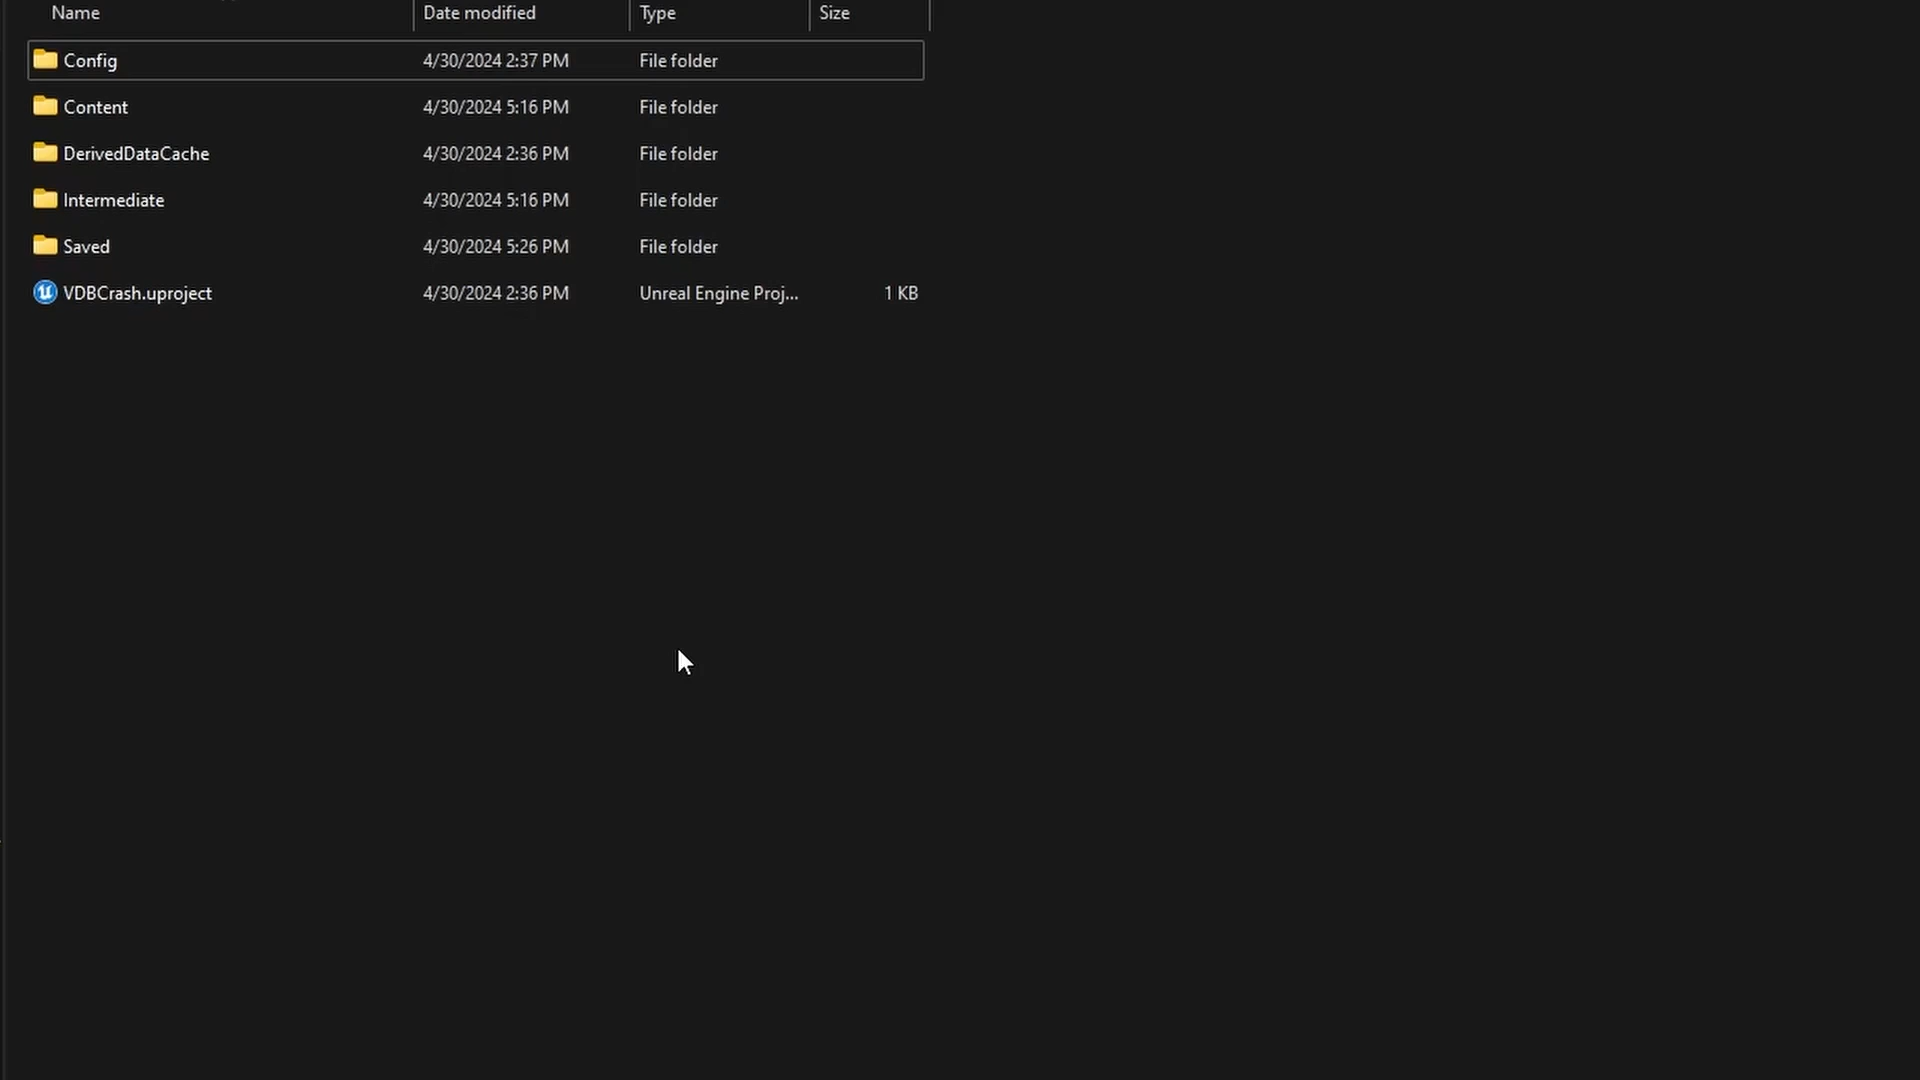 Name Date modified Type Size
Config 4/30/2024 2:37 PM File folder
Content 4/30/2024 5:16 PM File folder
DerivedDataCache 4/30/2024 2:36 PM File folder
Intermediate 4/30/2024 5:16 PM File folder
Saved 4/30/2024 5:26 PM File folder
VDBCrash.uproject 4/30/2024 2:36 PM Unreal Engine Proj... 1 KB